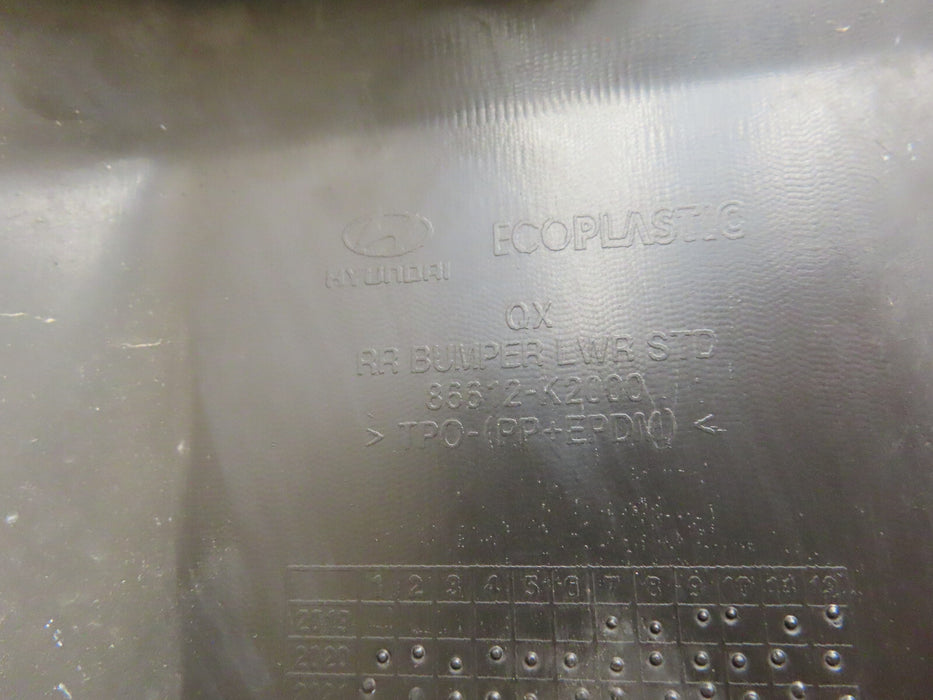 HYUNDAI ECOPLASTIC
QX
RR BUMPER LWR STD
86612-K2000
> TPO-(PP+EPDM) <
1 2 3 4 5 6 7 8 9 10 11 12
2019
2020